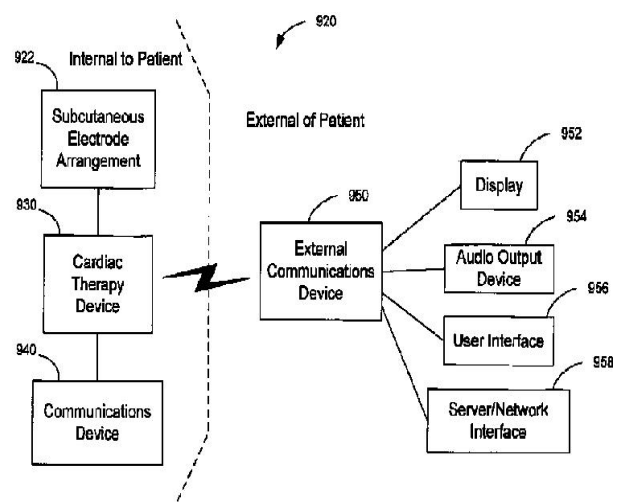 920
922
Internal to Patient
Subcutaneous
Electrode
Arrangement
External of Patient
952
Display
930
950
954
Cardiac
Therapy
Device
External
Communications
Device
Audio Output
Device
956
User Interface
940
958
Communications
Device
Server/Network
Interface